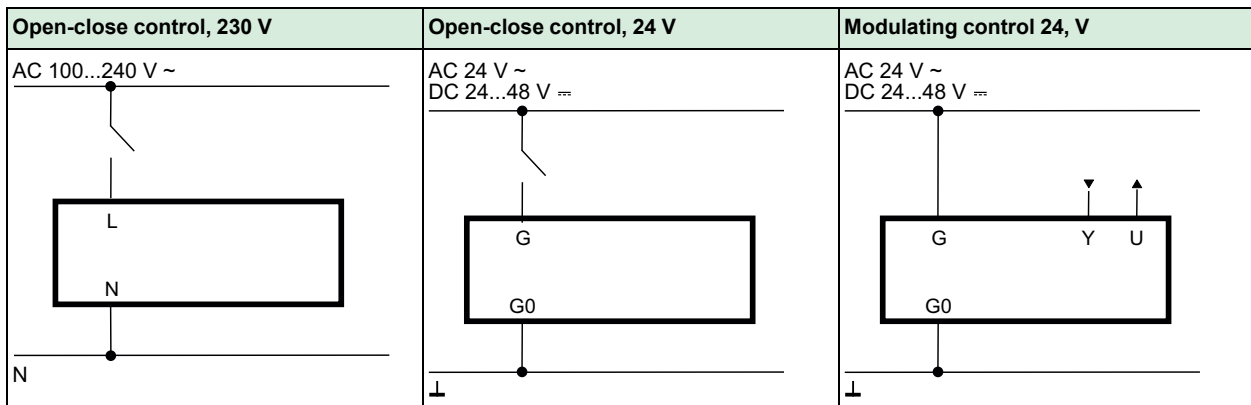 Open-close control, 230 V
AC 100...240 V ~
L
N
N
Open-close control, 24 V
AC 24 V ~
DC 24...48 V ⎓
G
G0
Modulating control 24, V
AC 24 V ~
DC 24...48 V ⎓
G Y U
G0